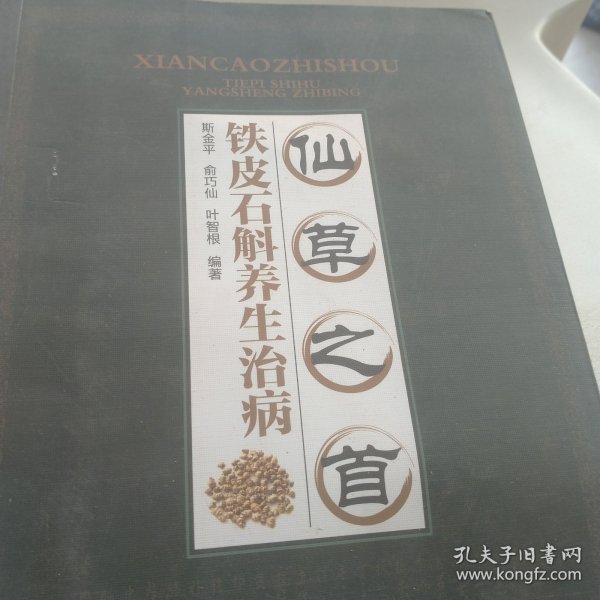 XIANCAOZHISHOU
TIEPI SHIHU
YANGSHENG ZHIBING
仙草之首
铁皮石斛养生治病
斯金平 俞巧仙 叶智根 编著
孔夫子旧书网
www.kongfz.com